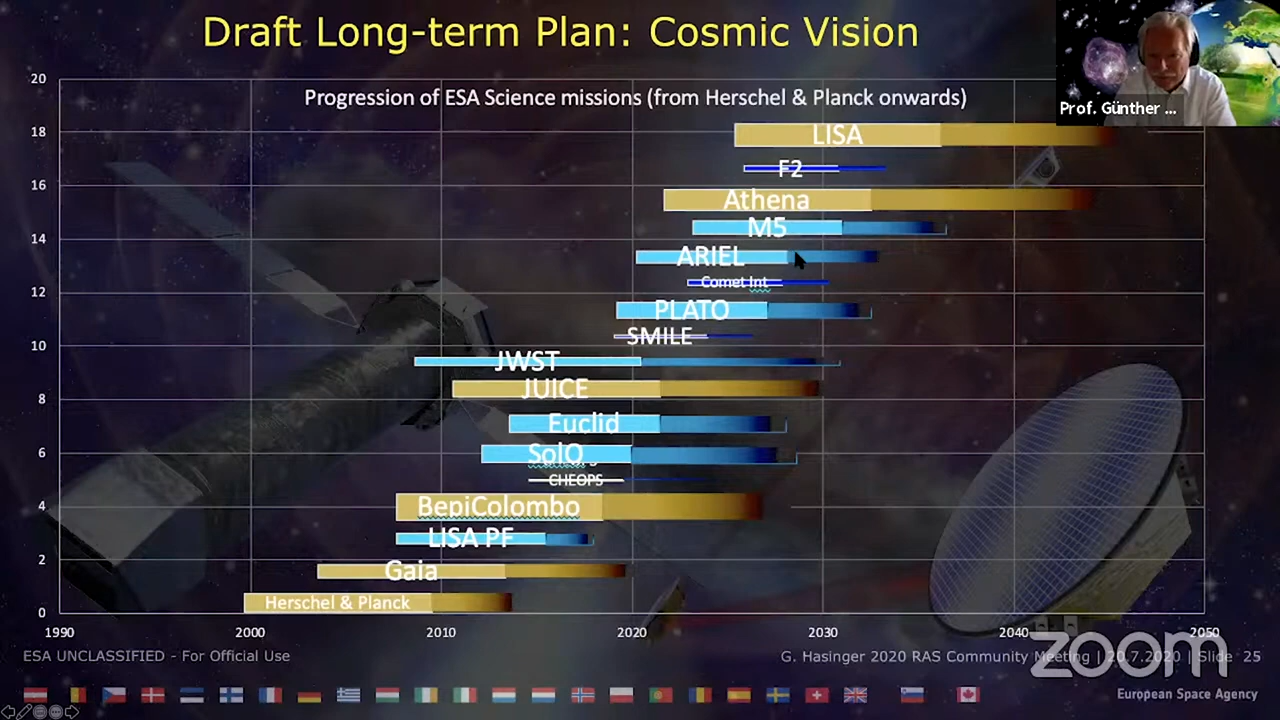 Draft Long-term Plan: Cosmic Vision
Prof. Günther ...
Progression of ESA Science missions (from Herschel & Planck onwards)
20
18
16
14
12
10
8
6
4
2
0
LISA
F2
Athena
M5
ARIEL
Comet Int
PLATO
SMILE
JWST
JUICE
Euclid
SolO
CHEOPS
BepiColombo
LISA PF
Gaia
Herschel & Planck
1990 2000 2010 2020 2030 2040 2050
ESA UNCLASSIFIED - For Official Use
G. Hasinger 2020 RAS Community Meeting | 20.7.2020 | Slide 25
zoom
European Space Agency